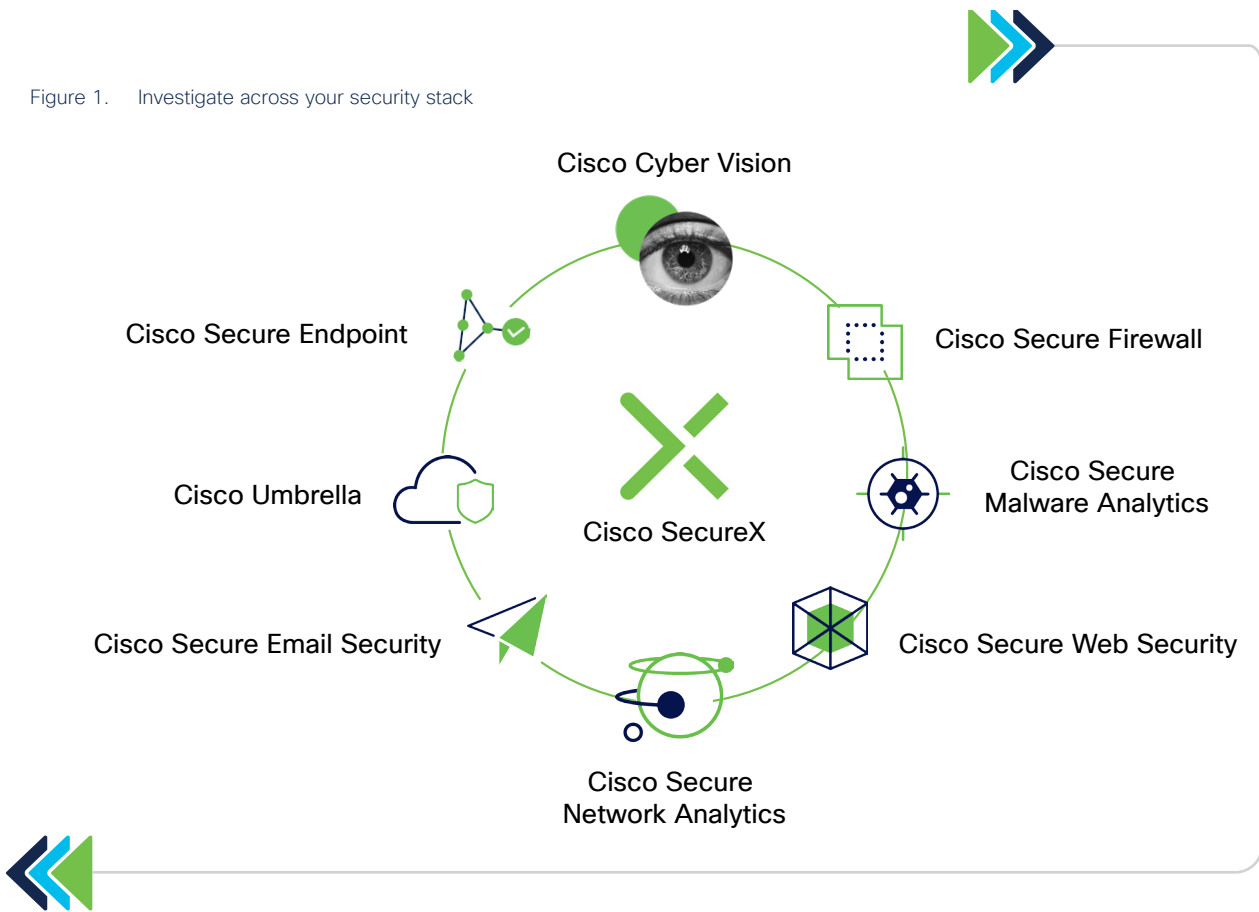 Figure 1. Investigate across your security stack
Cisco Cyber Vision
Cisco Secure Endpoint
Cisco Secure Firewall
Cisco Umbrella
Cisco SecureX
Cisco Secure
Malware Analytics
Cisco Secure Email Security
Cisco Secure Web Security
Cisco Secure
Network Analytics